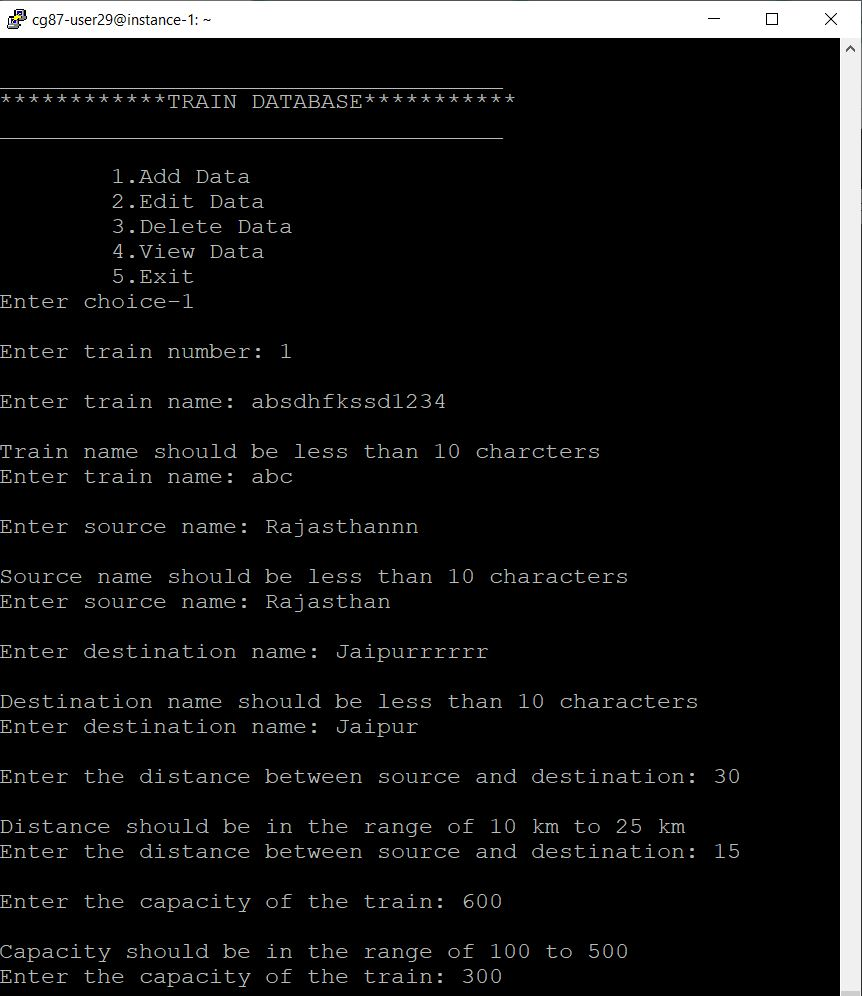 cg87-user29@instance-1: ~
____________________________________
************TRAIN DATABASE***********
____________________________________
1.Add Data
2.Edit Data
3.Delete Data
4.View Data
5.Exit
Enter choice-1
Enter train number: 1
Enter train name: absdhfkssd1234
Train name should be less than 10 charcters
Enter train name: abc
Enter source name: Rajasthannn
Source name should be less than 10 characters
Enter source name: Rajasthan
Enter destination name: Jaipurrrrrr
Destination name should be less than 10 characters
Enter destination name: Jaipur
Enter the distance between source and destination: 30
Distance should be in the range of 10 km to 25 km
Enter the distance between source and destination: 15
Enter the capacity of the train: 600
Capacity should be in the range of 100 to 500
Enter the capacity of the train: 300